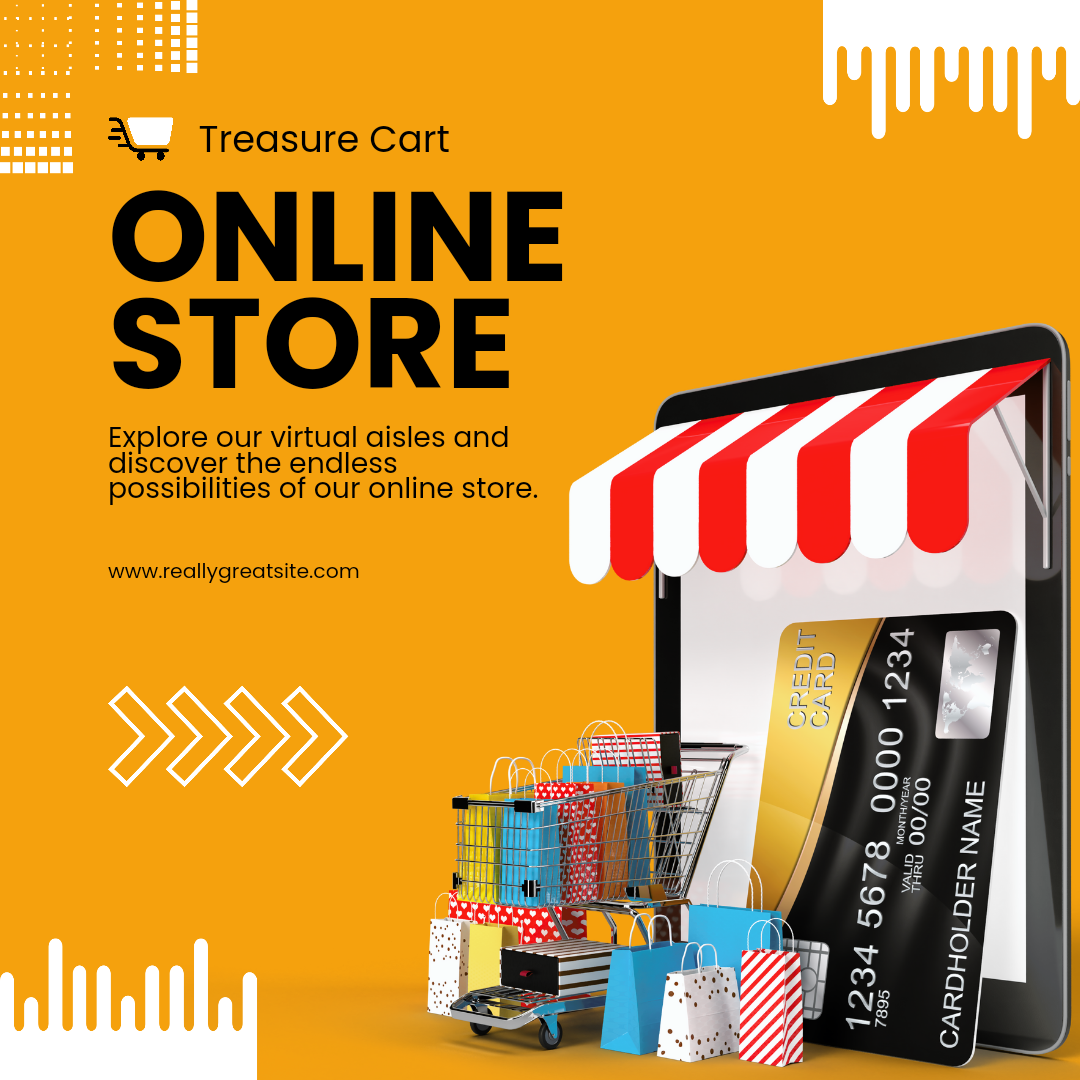 Treasure Cart
ONLINE
STORE
Explore our virtual aisles and
discover the endless
possibilities of our online store.
www.reallygreatsite.com
CREDIT
CARD
1234 5678 0000 1234
7895
VALID
THRU
MONTH/YEAR
00/00
CARDHOLDER NAME